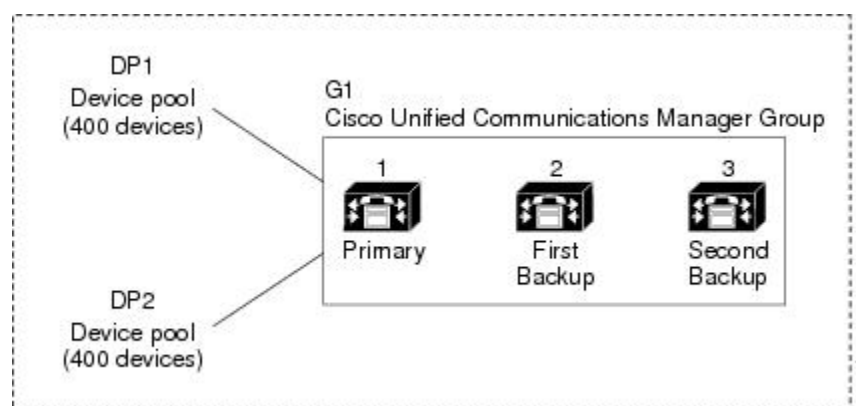 DP1
Device pool
(400 devices)
G1
Cisco Unified Communications Manager Group
1
2
3
Primary
First
Backup
Second
Backup
DP2
Device pool
(400 devices)